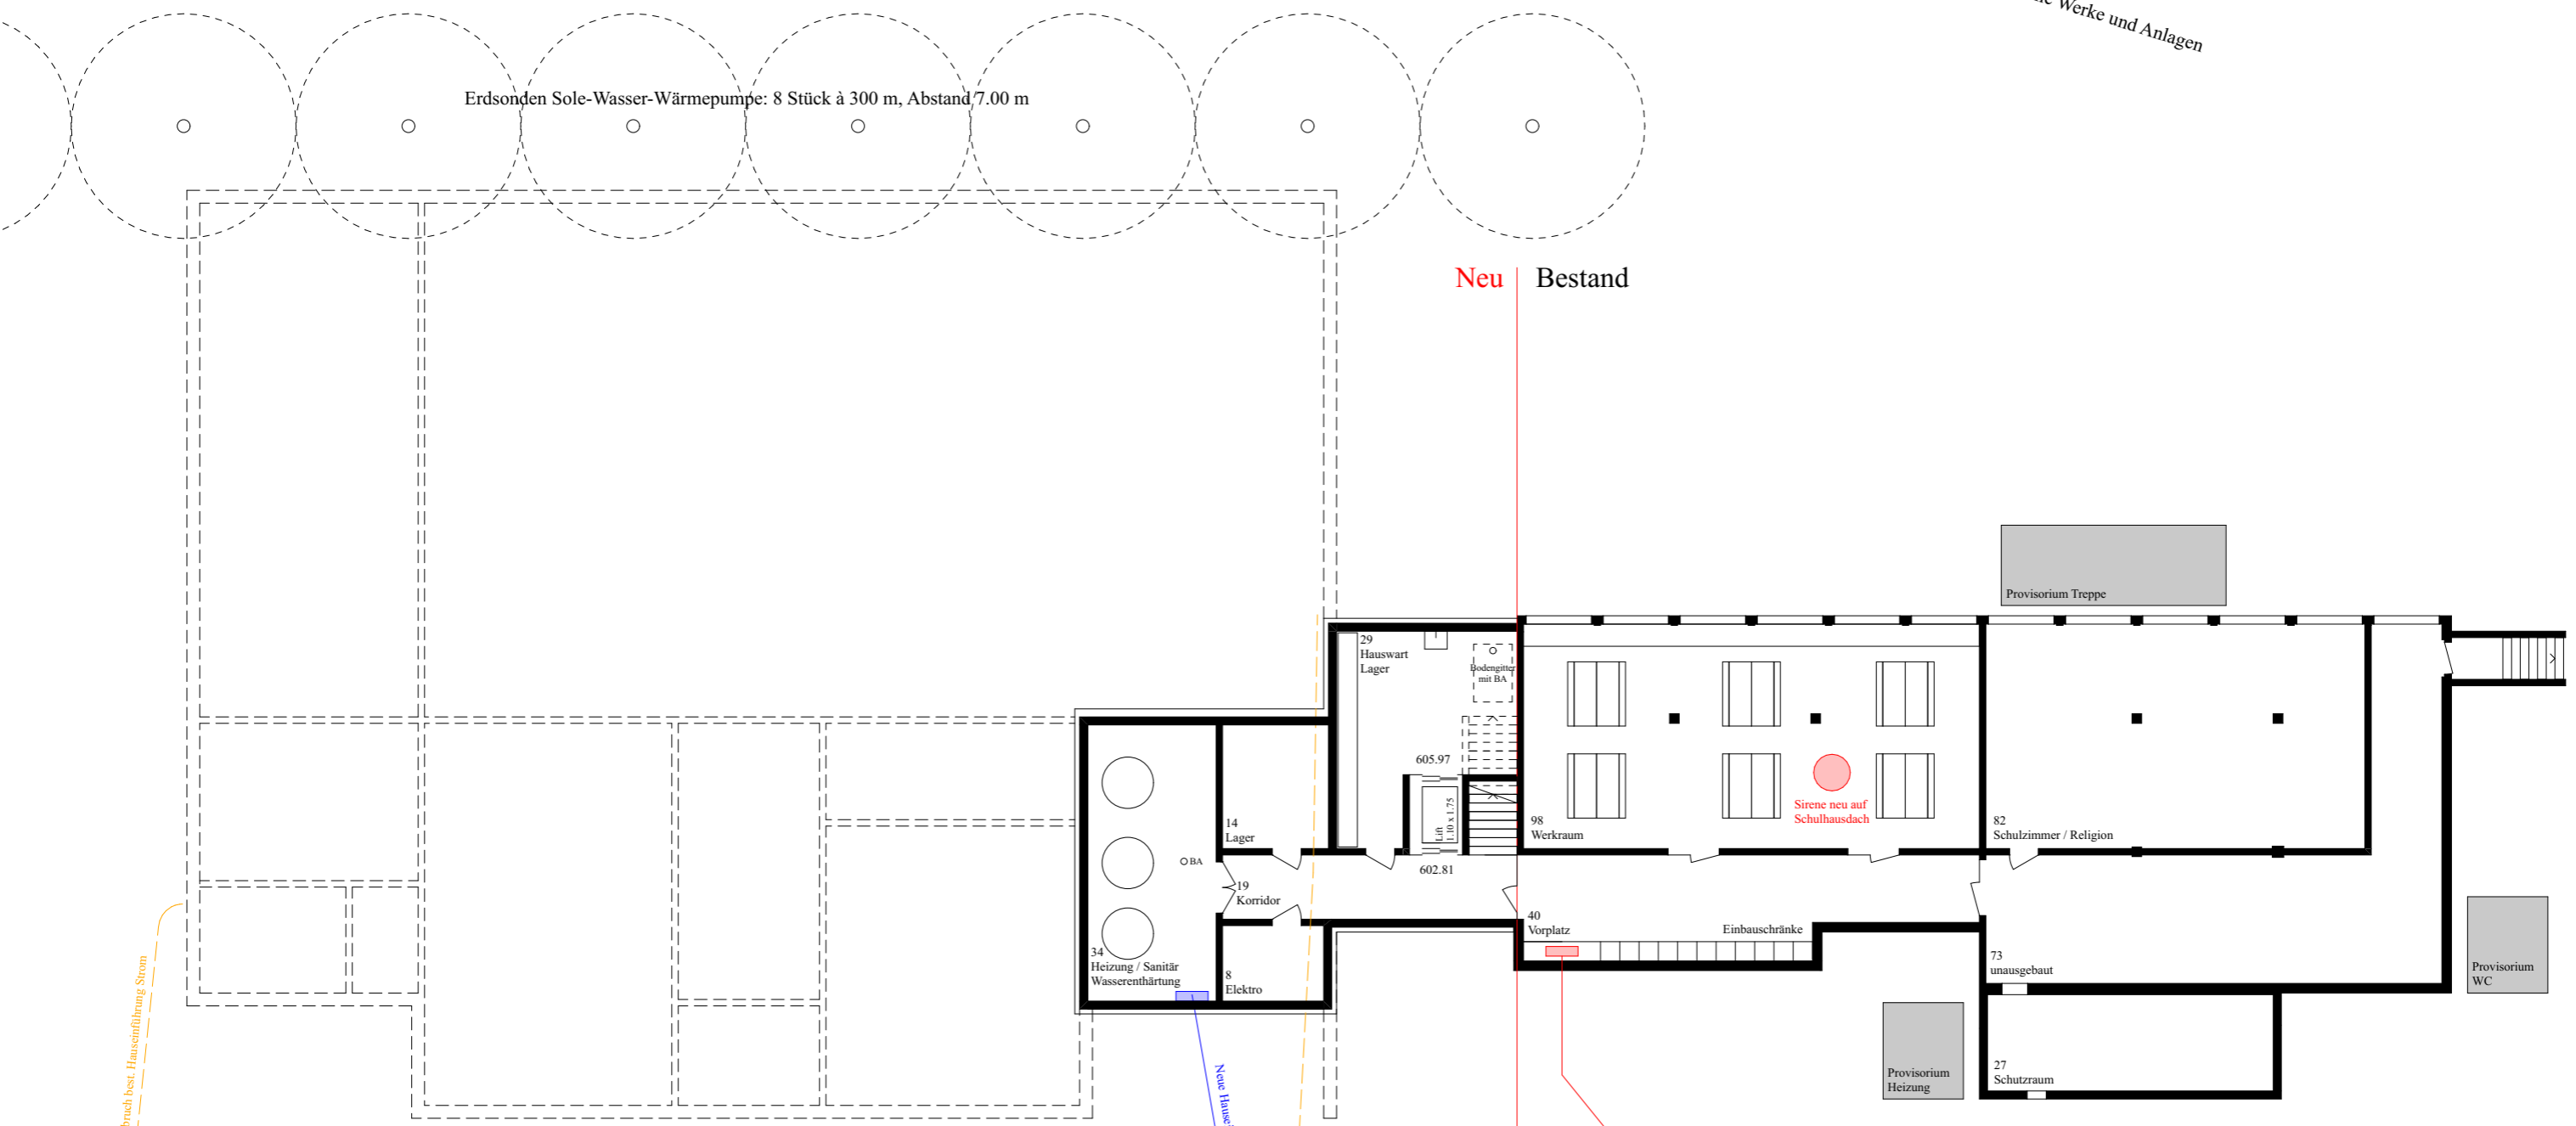 Werke und Anlagen
Erdsonden Sole-Wasser-Wärmepumpe: 8 Stück à 300 m, Abstand 7.00 m
Neu
Bestand
Provisorium Treppe
29
Hauswart
Lager
Bodengitter
mit BA
605.97
Lift
1.10 x 1.75
602.81
14
Lager
BA
19
Korridor
34
Heizung / Sanitär
Wasserenthärtung
8
Elektro
98
Werkraum
Sirene neu auf
Schulhausdach
82
Schulzimmer / Religion
40
Vorplatz
Einbauschränke
73
unausgebaut
27
Schutzraum
Provisorium
Heizung
Provisorium
WC
best. Hauseinführung Strom
Neue